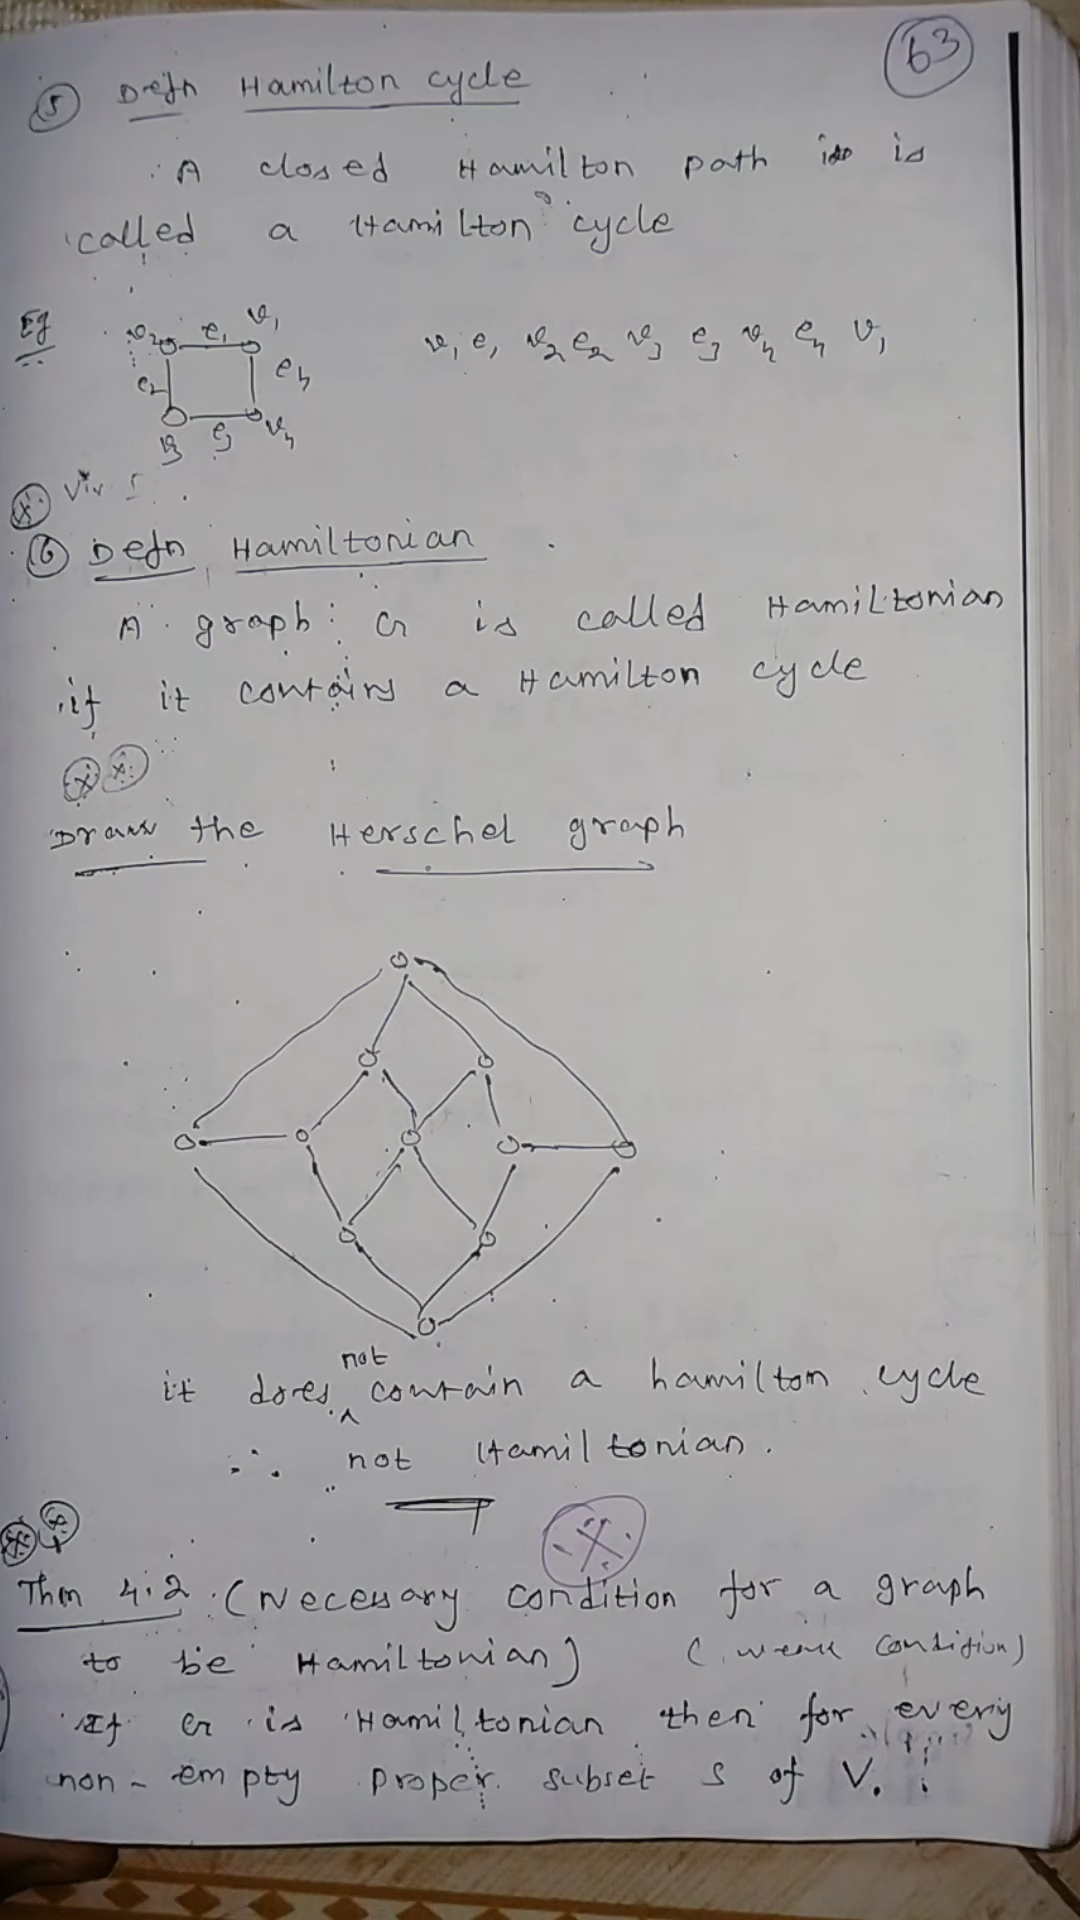 63
⑤ Defn Hamilton cycle
A closed Hamilton path is is
called a Hamilton cycle
Eg
v2 e1 v1
v1 e1 v2 e2 v3 e3 v4 e4 v1
e2 e4
v3 e3 v4
⑥ Defn Hamiltonian
A graph G is called Hamiltonian
if it contains a Hamilton cycle
Draw the Herschel graph
it does not contain a hamilton cycle
∴ not Hamiltonian.
Thm 4.2 (Necessary condition for a graph
to be Hamiltonian) (weak condition)
If G is Hamiltonian then for every
non-empty proper subset S of V.